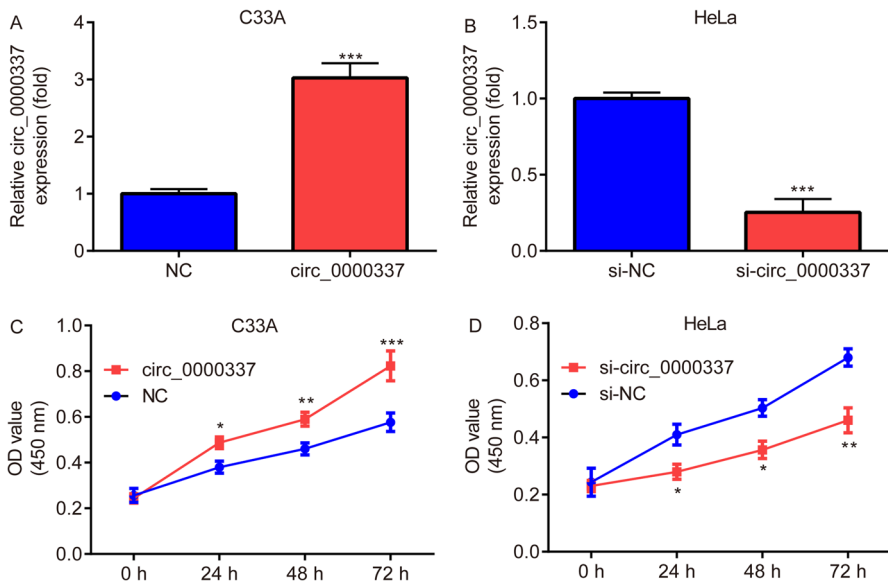 A
C33A
Relative circ_0000337
expression (fold)
4
3
2
1
0
***
NC
circ_0000337
B
HeLa
Relative circ_0000337
expression (fold)
1.5
1.0
0.5
0.0
***
si-NC
si-circ_0000337
C
C33A
OD value
(450 nm)
1.0
0.8
0.6
0.4
0.2
0.0
circ_0000337
NC
*
**
***
0 h
24 h
48 h
72 h
D
HeLa
OD value
(450 nm)
0.8
0.6
0.4
0.2
0.0
si-circ_0000337
si-NC
*
*
**
0 h
24 h
48 h
72 h